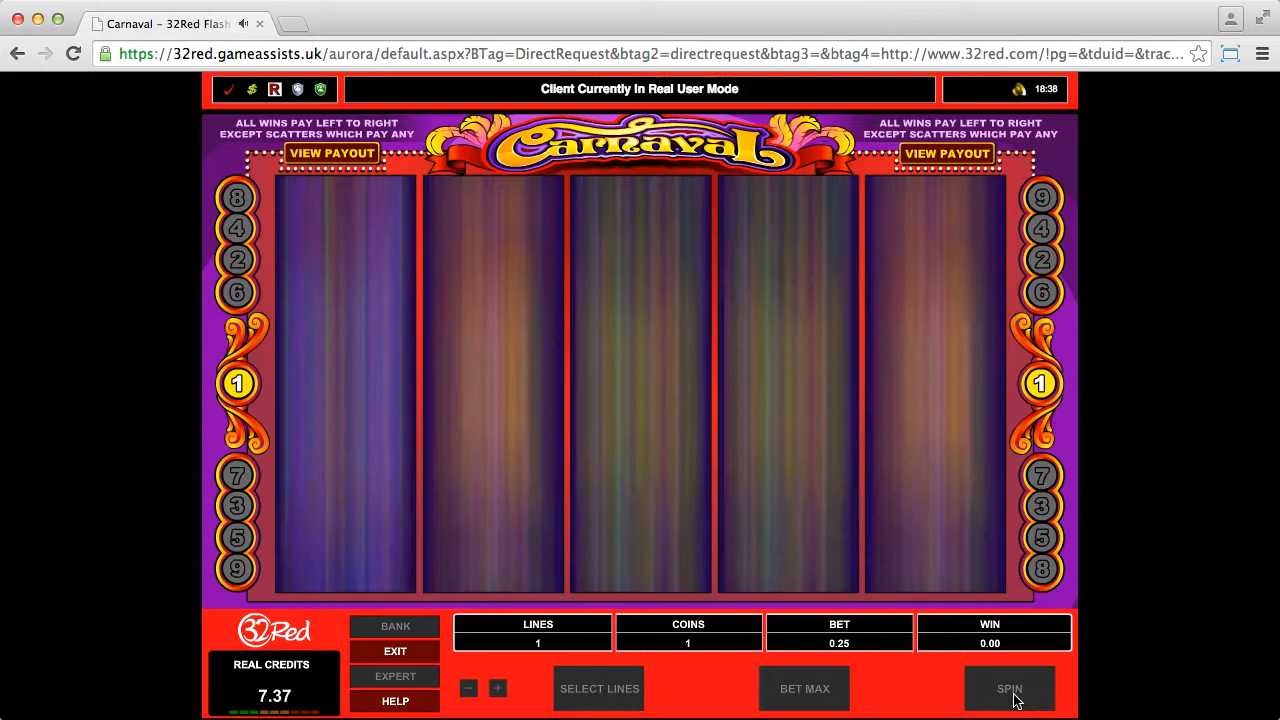 Carnaval – 32Red Flash
https://32red.gameassists.uk/aurora/default.aspx?BTag=DirectRequest&btag2=directrequest&btag3=&btag4=http://www.32red.com/!pg=&tduid=&trac...
Client Currently In Real User Mode
18:38
ALL WINS PAY LEFT TO RIGHT
EXCEPT SCATTERS WHICH PAY ANY
VIEW PAYOUT
Carnaval
ALL WINS PAY LEFT TO RIGHT
EXCEPT SCATTERS WHICH PAY ANY
VIEW PAYOUT
8 9
4 4
2 2
6 6
1 1
7 7
3 3
5 5
9 8
32Red
REAL CREDITS
7.37
BANK
EXIT
EXPERT
HELP
LINES COINS BET WIN
1 1 0.25 0.00
− +
SELECT LINES
BET MAX
SPIN